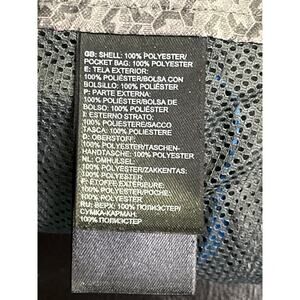 GB: SHELL: 100% POLYESTER/
POCKET BAG: 100% POLYESTER
E: TELA EXTERIOR:
100% POLIÉSTER/BOLSA CON
BOLSILLO: 100% POLIÉSTER
P: PARTE EXTERNA:
100% POLIÉSTER/BOLSA DE
BOLSO: 100% POLIÉSTER
I: ESTERNO STRATO:
100% POLIESTERE/SACCO
TASCA: 100% POLIESTERE
D: OBERSTOFF:
100% POLYESTER/TASCHEN-
HANDTASCHE: 100% POLYESTER
NL: OMHULSEL:
100% POLYESTER/ZAKKENTAS:
100% POLYESTER
F: ÉTOFFE EXTÉRIEURE:
100% POLYESTER/POCHE:
100% POLYESTER
RU: ВЕРХ: 100% ПОЛИЭСТЕР/
СУМКА-КАРМАН:
100% ПОЛИЭСТЕР